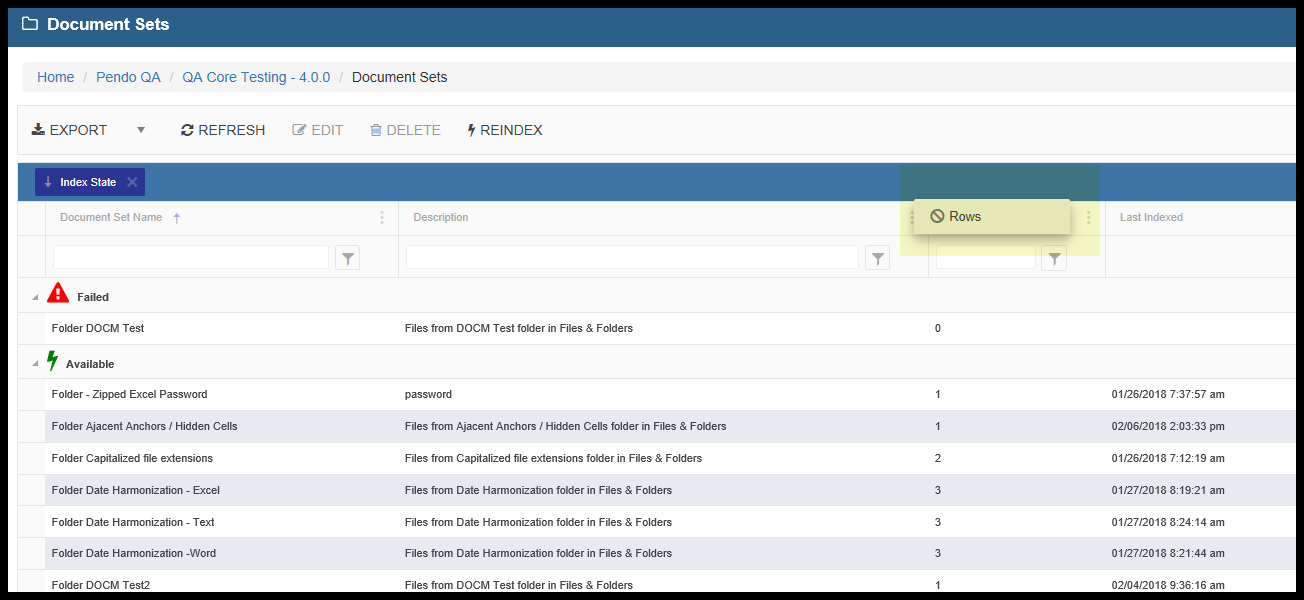 Document Sets
Home / Pendo QA / QA Core Testing - 4.0.0 / Document Sets
EXPORT REFRESH EDIT DELETE REINDEX
Index State
Document Set Name Description Rows Last Indexed
Failed
Folder DOCM Test Files from DOCM Test folder in Files & Folders 0
Available
Folder - Zipped Excel Password password 1 01/26/2018 7:37:57 am
Folder Ajacent Anchors / Hidden Cells Files from Ajacent Anchors / Hidden Cells folder in Files & Folders 1 02/06/2018 2:03:33 pm
Folder Capitalized file extensions Files from Capitalized file extensions folder in Files & Folders 2 01/26/2018 7:12:19 am
Folder Date Harmonization - Excel Files from Date Harmonization folder in Files & Folders 3 01/27/2018 8:19:21 am
Folder Date Harmonization - Text Files from Date Harmonization folder in Files & Folders 3 01/27/2018 8:24:14 am
Folder Date Harmonization -Word Files from Date Harmonization folder in Files & Folders 3 01/27/2018 8:21:44 am
Folder DOCM Test2 Files from DOCM Test folder in Files & Folders 1 02/04/2018 9:36:16 am